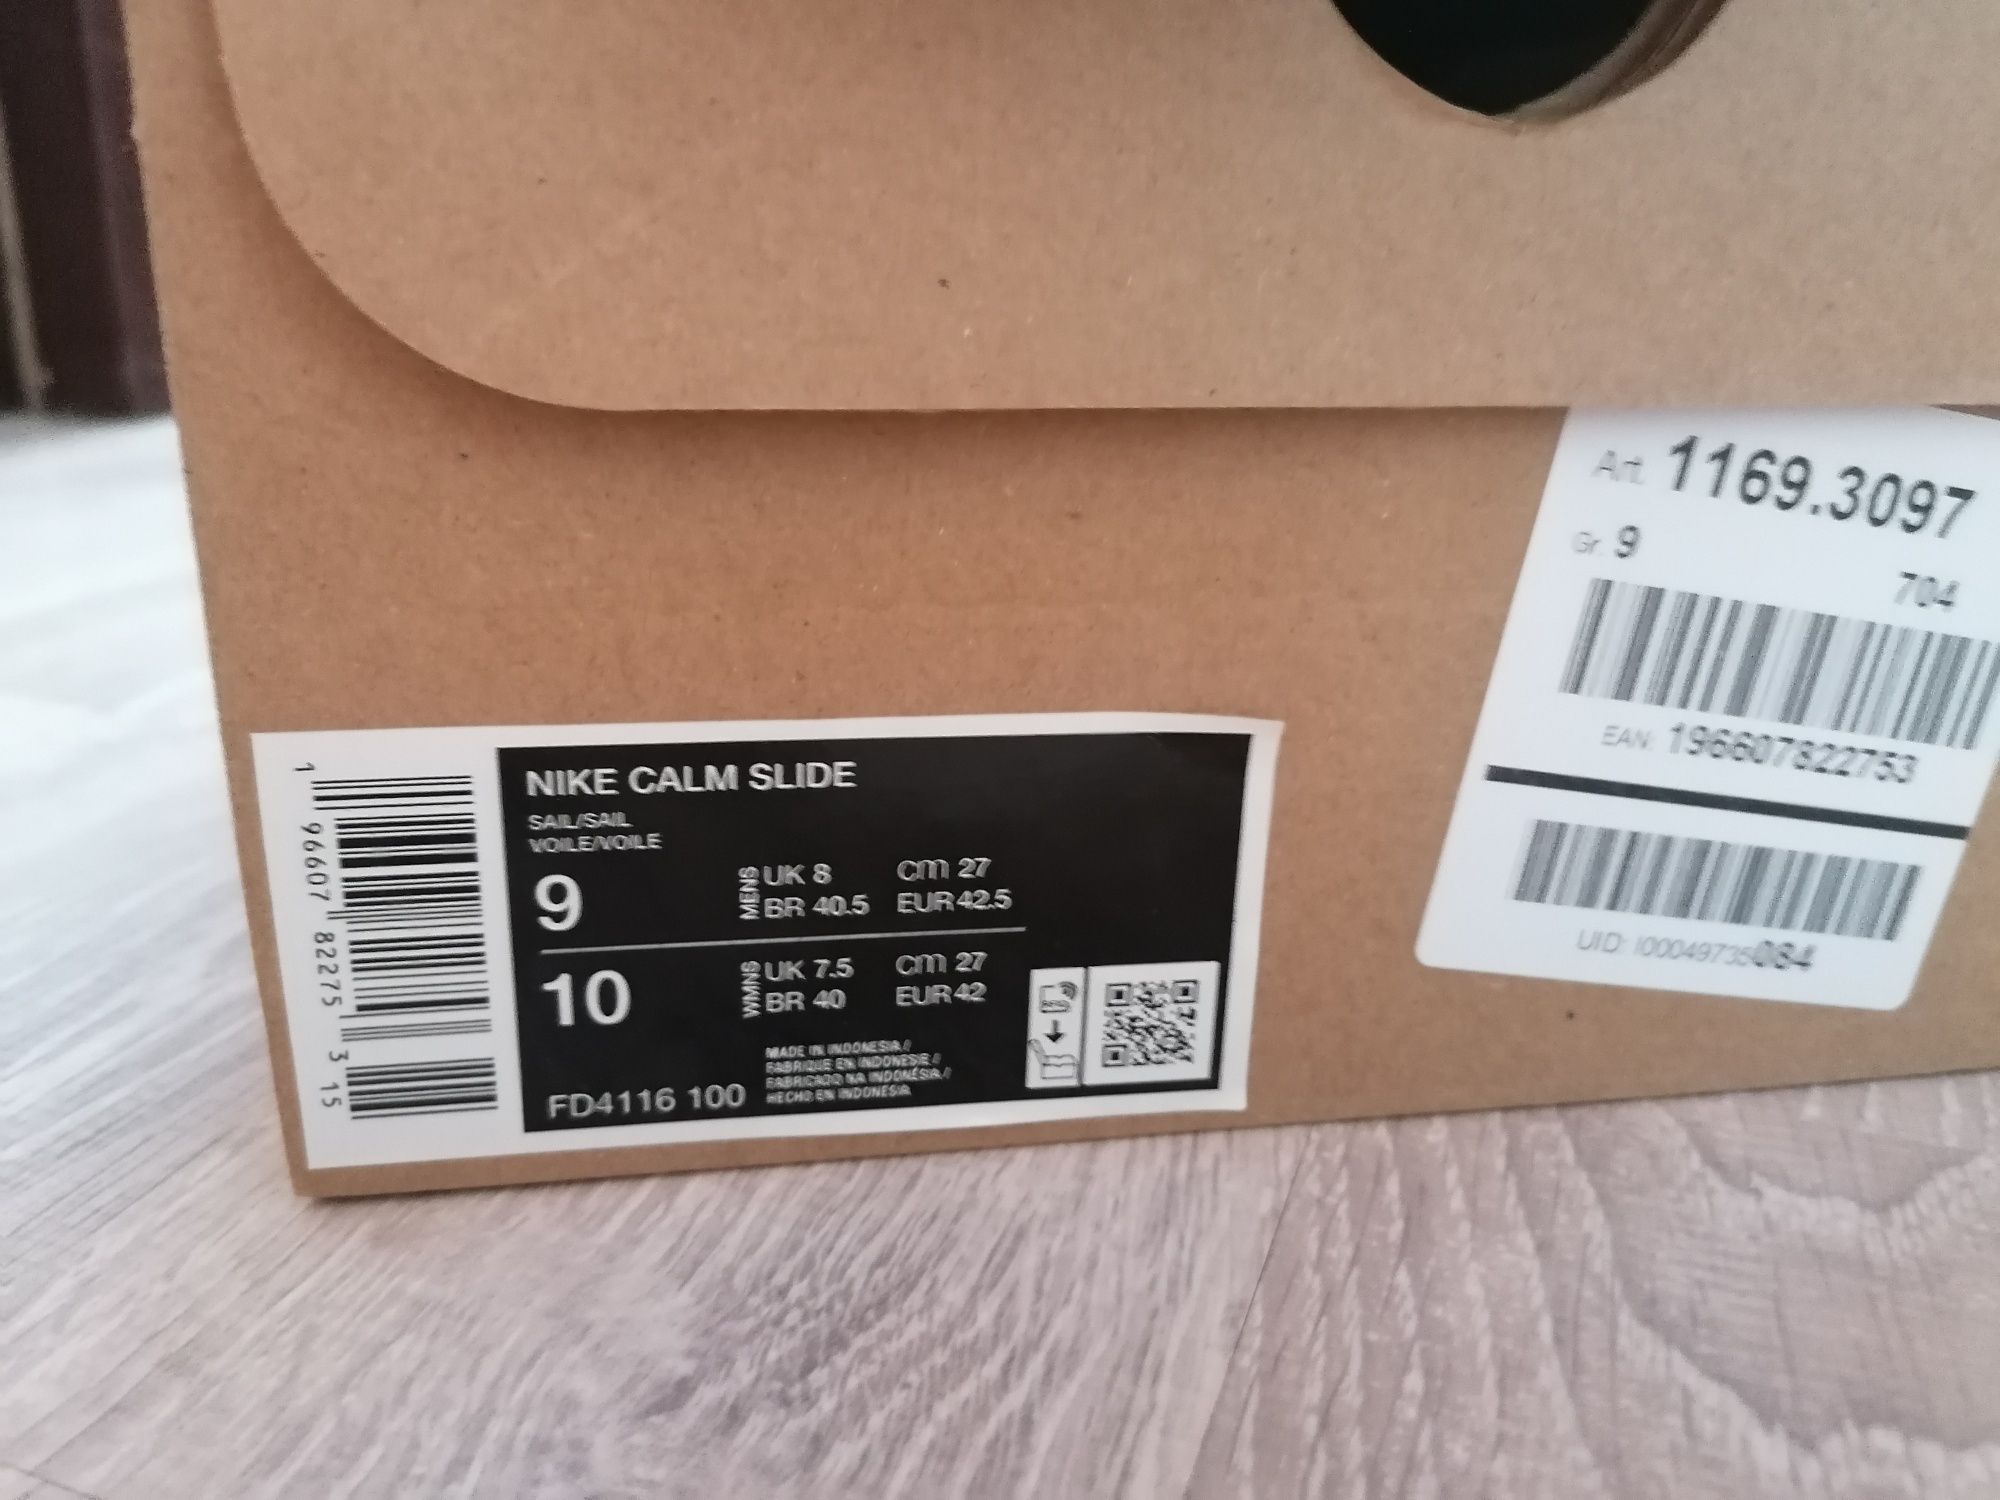 Art. 1169.3097
Gr. 9
704
EAN: 196607822753
UID: I00049735084
NIKE CALM SLIDE
SAIL/SAIL
VOILE/VOILE
9 MENS UK 8 cm 27
BR 40.5 EUR 42.5
10 WMNS UK 7.5 cm 27
BR 40 EUR 42
MADE IN INDONESIA /
FABRIQUE EN INDONESIE /
FABRICADO NA INDONÉSIA /
HECHO EN INDONESIA
FD4116 100
1 96607 82275 3 15